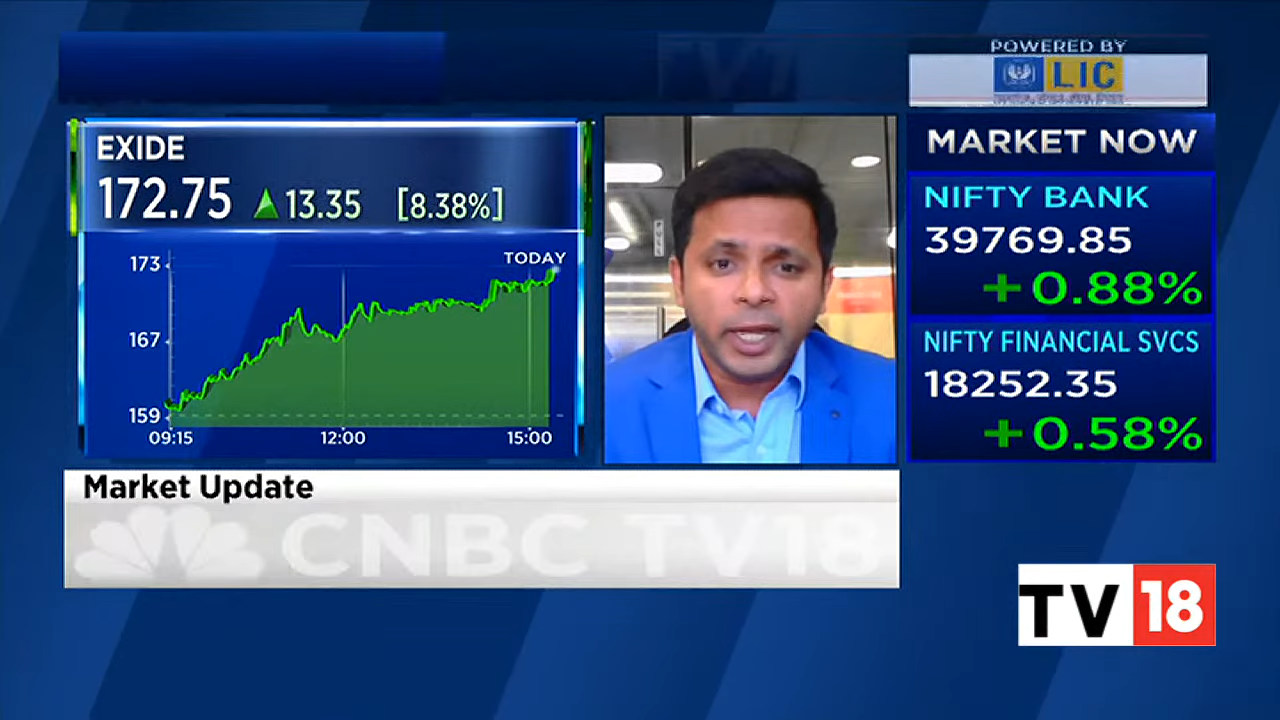 POWERED BY
LIC
EXIDE
172.75 ▲ 13.35 [8.38%]
TODAY
173
167
159
09:15 12:00 15:00
MARKET NOW
NIFTY BANK
39769.85
+0.88%
NIFTY FINANCIAL SVCS
18252.35
+0.58%
Market Update
CNBC TV18
TV18